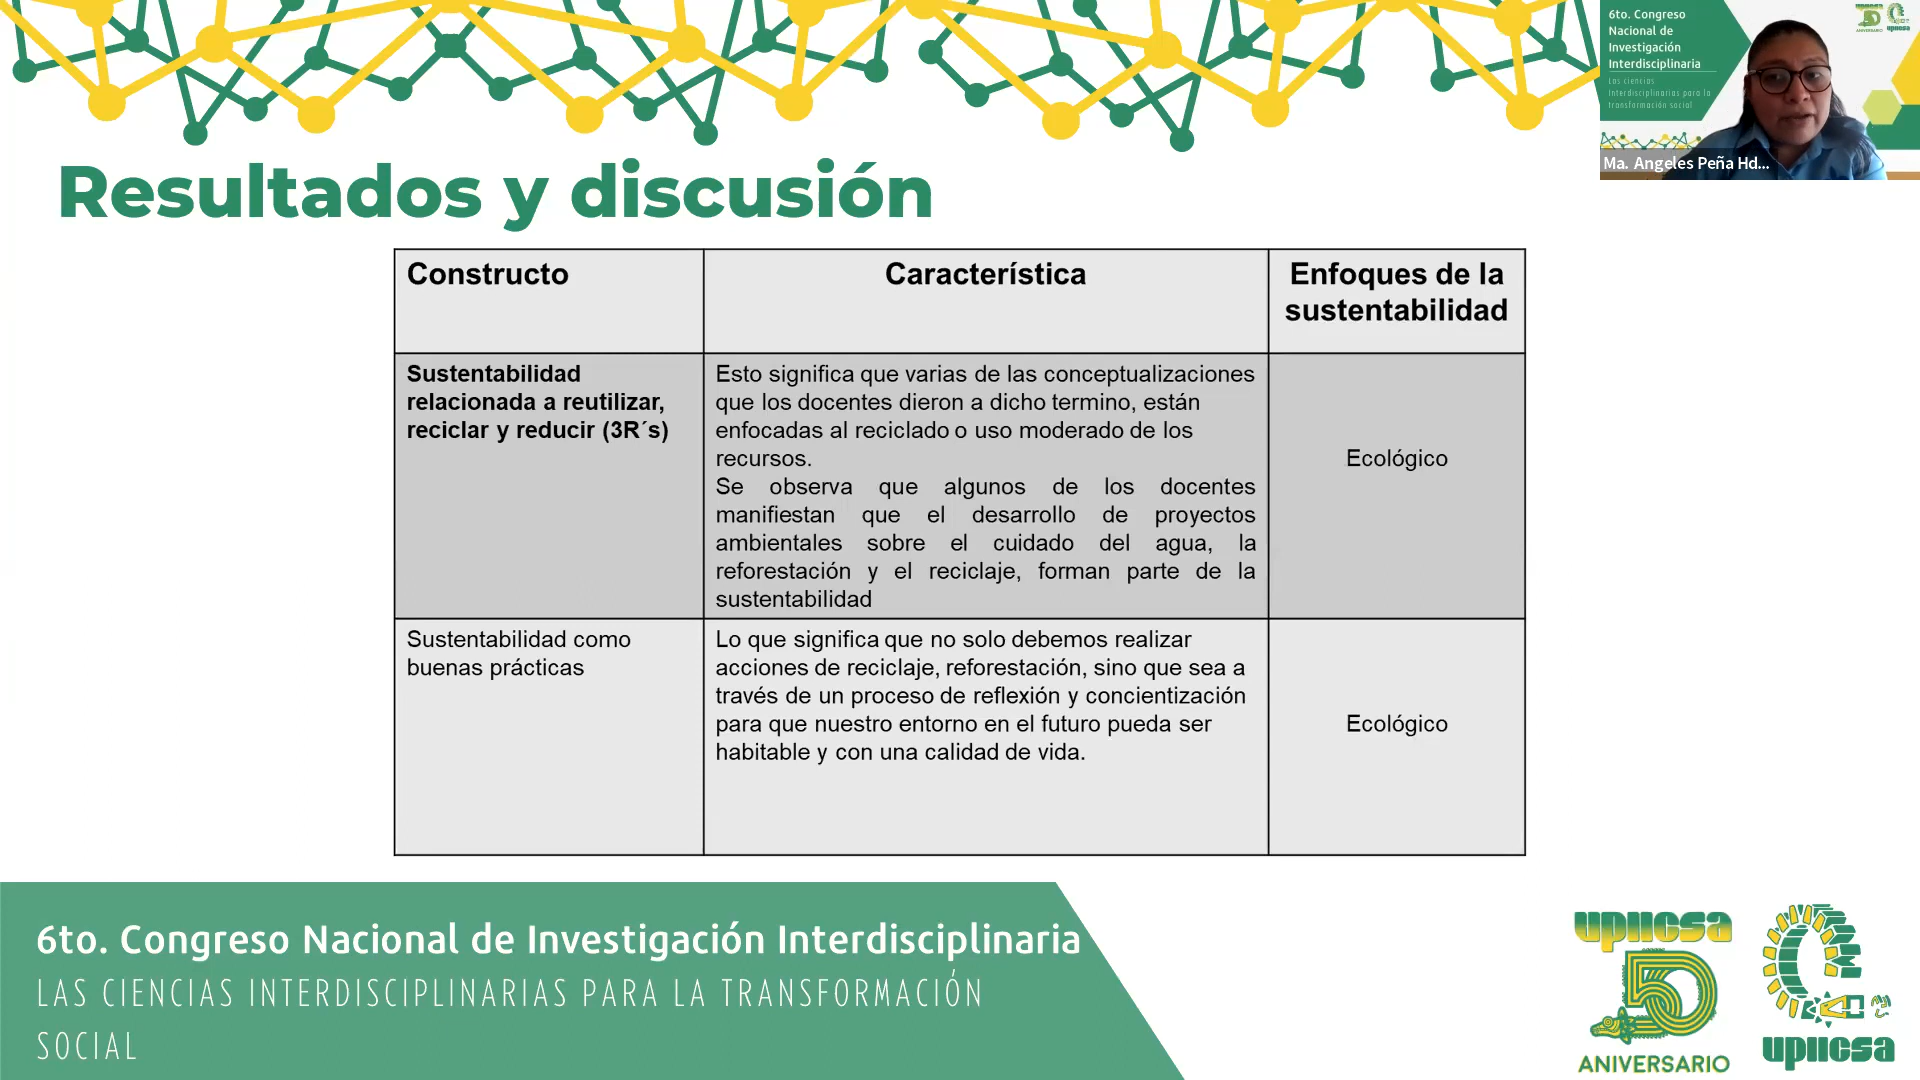 Resultados y discusión
Constructo
Característica
Enfoques de la
sustentabilidad
Sustentabilidad
relacionada a reutilizar,
reciclar y reducir (3R´s)
Esto significa que varias de las conceptualizaciones
que los docentes dieron a dicho termino, están
enfocadas al reciclado o uso moderado de los
recursos.
Se observa que algunos de los docentes
manifiestan que el desarrollo de proyectos
ambientales sobre el cuidado del agua, la
reforestación y el reciclaje, forman parte de la
sustentabilidad
Ecológico
Sustentabilidad como
buenas prácticas
Lo que significa que no solo debemos realizar
acciones de reciclaje, reforestación, sino que sea a
través de un proceso de reflexión y concientización
para que nuestro entorno en el futuro pueda ser
habitable y con una calidad de vida.
Ecológico
6to. Congreso Nacional de Investigación Interdisciplinaria
LAS CIENCIAS INTERDISCIPLINARIAS PARA LA TRANSFORMACIÓN
SOCIAL
upiicsa
50
ANIVERSARIO
upiicsa
6to. Congreso
Nacional de
Investigación
Interdisciplinaria
Las ciencias
Interdisciplinarias para la
transformación social
upiicsa
50
ANIVERSARIO
upiicsa
Ma. Angeles Peña Hd...